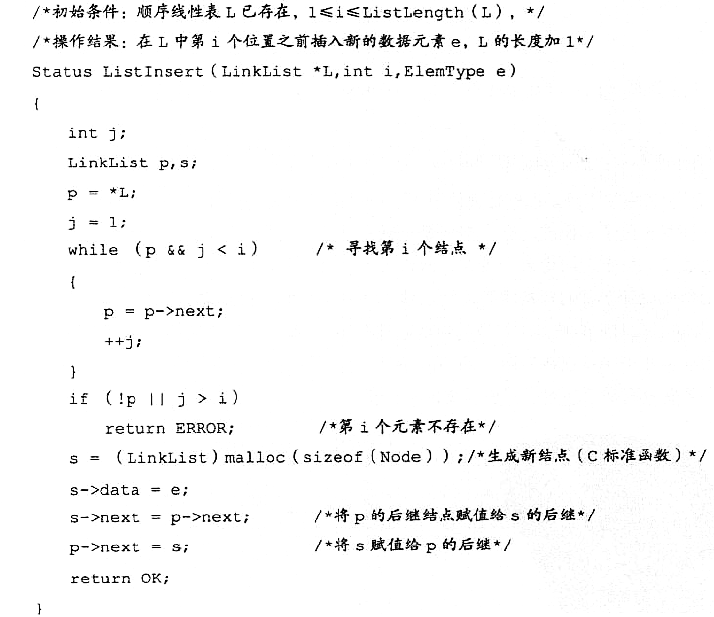 /*初始条件：顺序线性表 L 已存在，1≤i≤ListLength（L），*/
/*操作结果：在 L 中第 i 个位置之前插入新的数据元素 e，L 的长度加 1*/
Status ListInsert（LinkList *L,int i,ElemType e）
{
int j;
LinkList p,s;
p = *L;
j = 1;
while （p && j < i） /* 寻找第 i 个结点 */
{
p = p->next;
++j;
}
if （!p || j > i）
return ERROR; /*第 i 个元素不存在*/
s = （LinkList）malloc（sizeof（Node））;/*生成新结点（C 标准函数）*/
s->data = e;
s->next = p->next; /*将 p 的后继结点赋值给 s 的后继*/
p->next = s; /*将 s 赋值给 p 的后继*/
return OK;
}